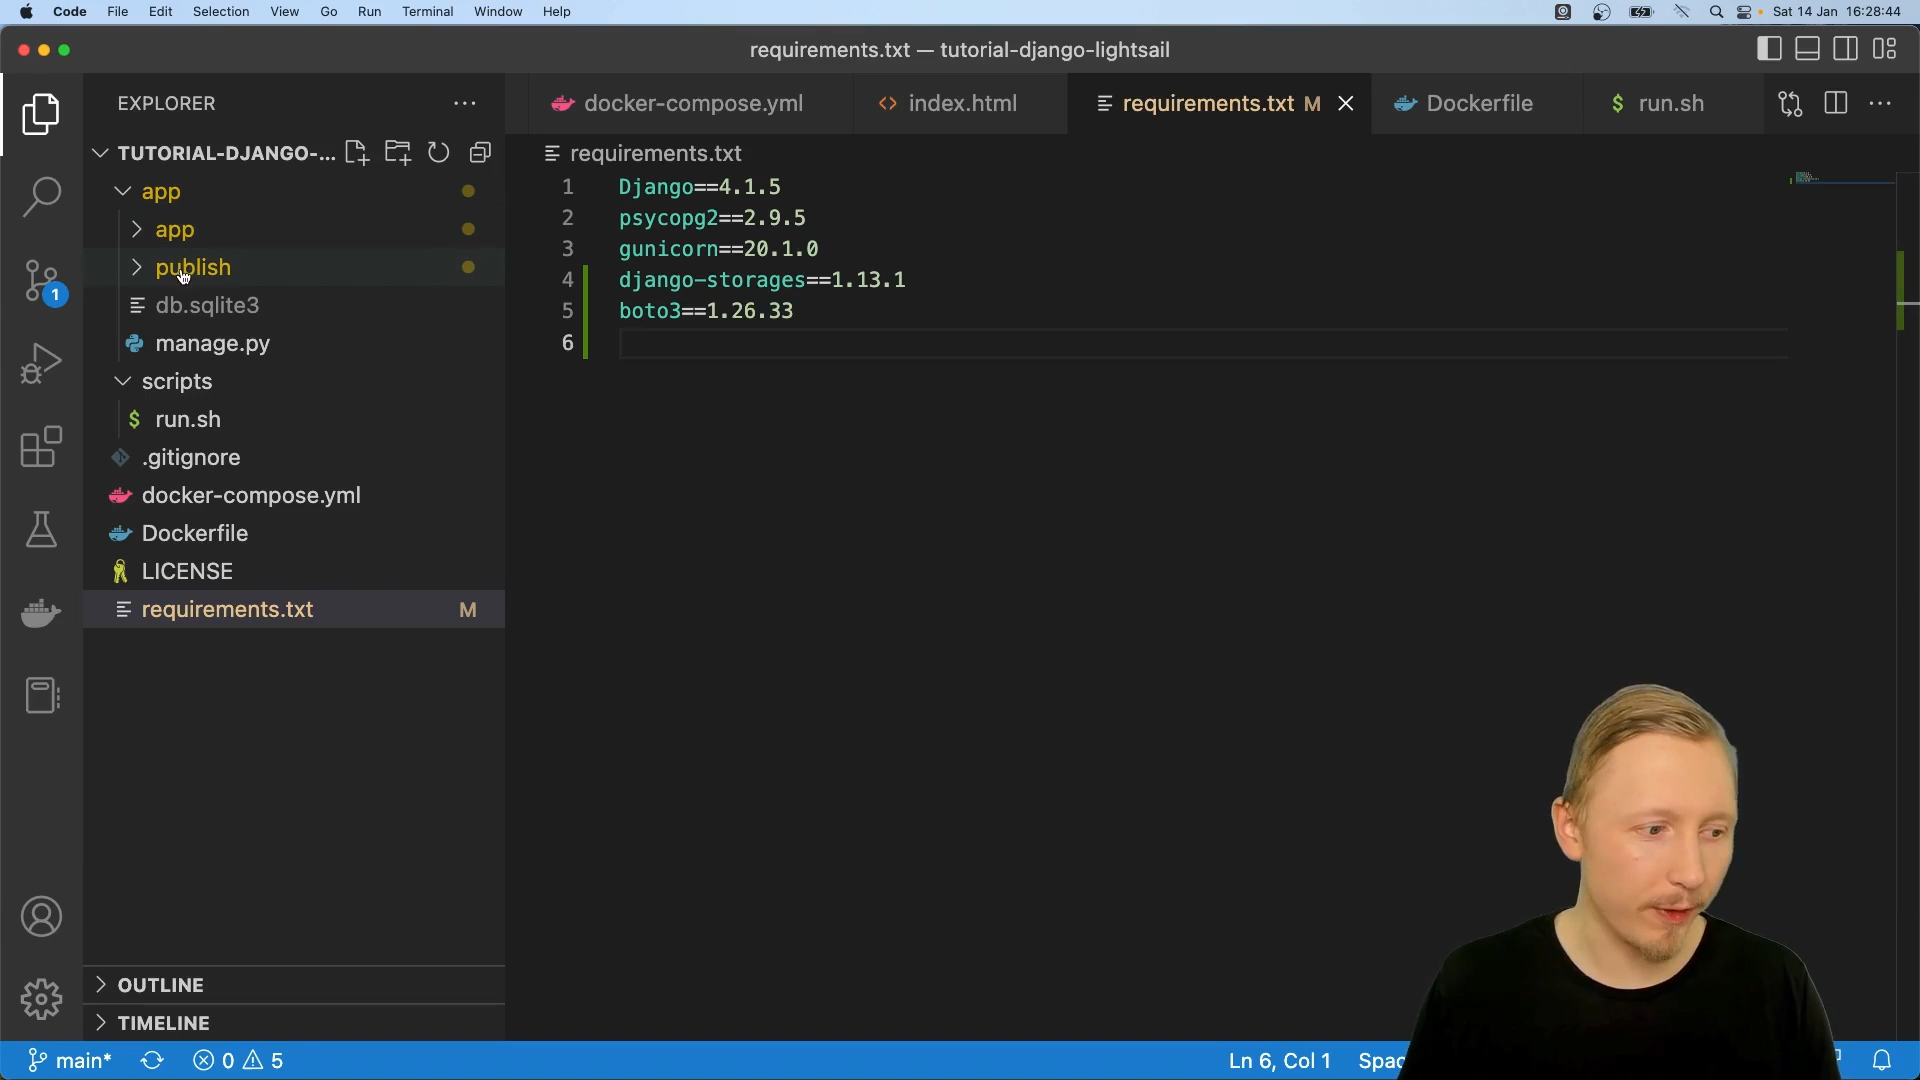 Code File Edit Selection View Go Run Terminal Window Help Sat 14 Jan 16:28:44
requirements.txt — tutorial-django-lightsail
EXPLORER
docker-compose.yml index.html requirements.txt M Dockerfile $ run.sh
TUTORIAL-DJANGO-...
requirements.txt
app
app
publish
db.sqlite3
manage.py
scripts
$ run.sh
.gitignore
docker-compose.yml
Dockerfile
LICENSE
requirements.txt M
1 Django==4.1.5
2 psycopg2==2.9.5
3 gunicorn==20.1.0
4 django-storages==1.13.1
5 boto3==1.26.33
6
1
OUTLINE
TIMELINE
main* 0 5 Ln 6, Col 1 Spac